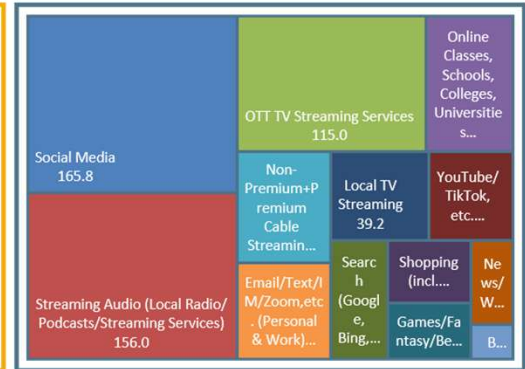 Social Media
165.8
Streaming Audio (Local Radio/
Podcasts/Streaming Services)
156.0
OTT TV Streaming Services
115.0
Online
Classes,
Schools,
Colleges,
Universitie
s...
Non-
Premium+P
remium
Cable
Streamin...
Local TV
Streaming
39.2
YouTube/
TikTok,
etc....
Email/Text/I
M/Zoom,etc
. (Personal
& Work)...
Searc
h
(Googl
e,
Bing,...
Shopping
(incl....
Ne
ws/
W...
Games/Fa
ntasy/Be...
B...